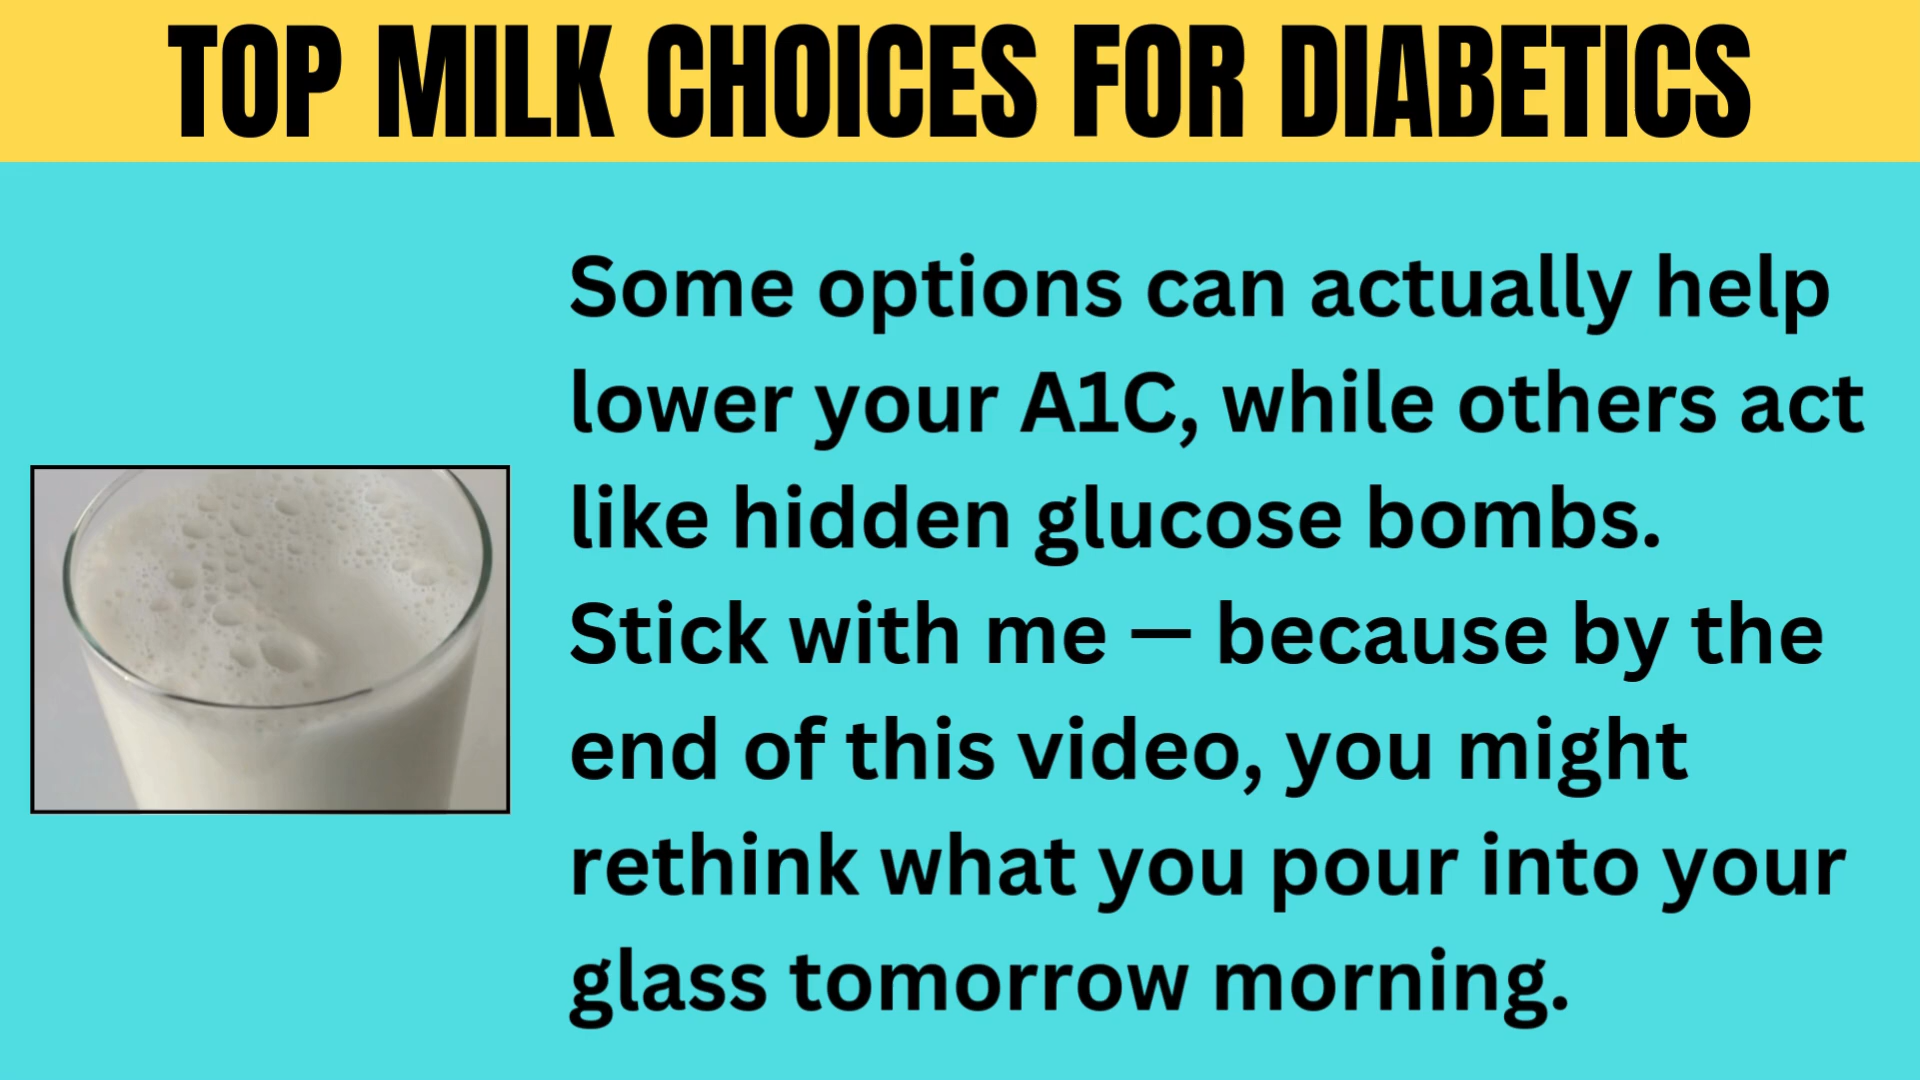 TOP MILK CHOICES FOR DIABETICS
Some options can actually help
lower your A1C, while others act
like hidden glucose bombs.
Stick with me — because by the
end of this video, you might
rethink what you pour into your
glass tomorrow morning.